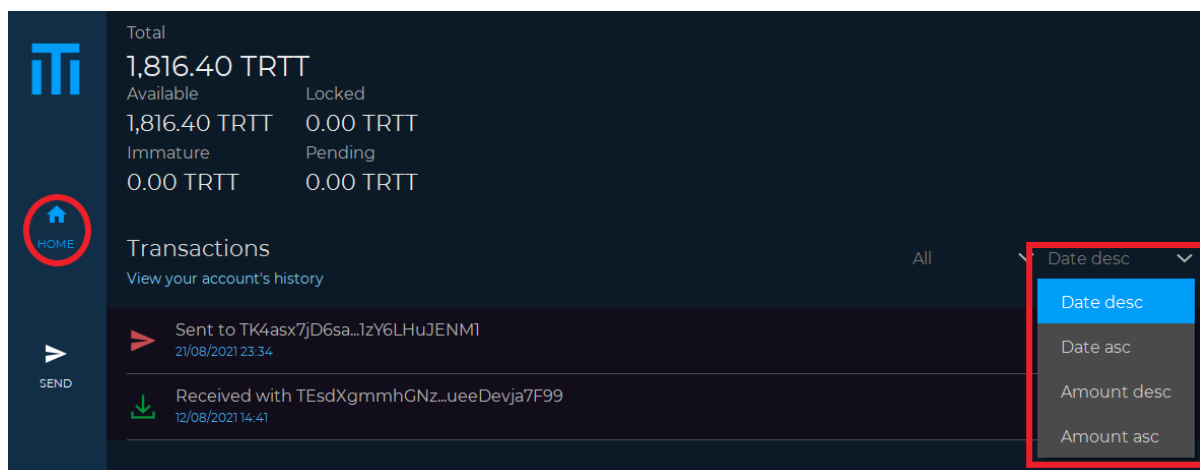 Total
1,816.40 TRTT
Available Locked
1,816.40 TRTT 0.00 TRTT
Immature Pending
0.00 TRTT 0.00 TRTT
HOME
Transactions
View your account's history
All Date desc
Date desc
Date asc
Amount desc
Amount asc
Sent to TK4asx7jD6sa...1zY6LHuJENM1
21/08/2021 23:34
SEND
Received with TEsdXgmmhGNz...ueeDevja7F99
12/08/2021 14:41